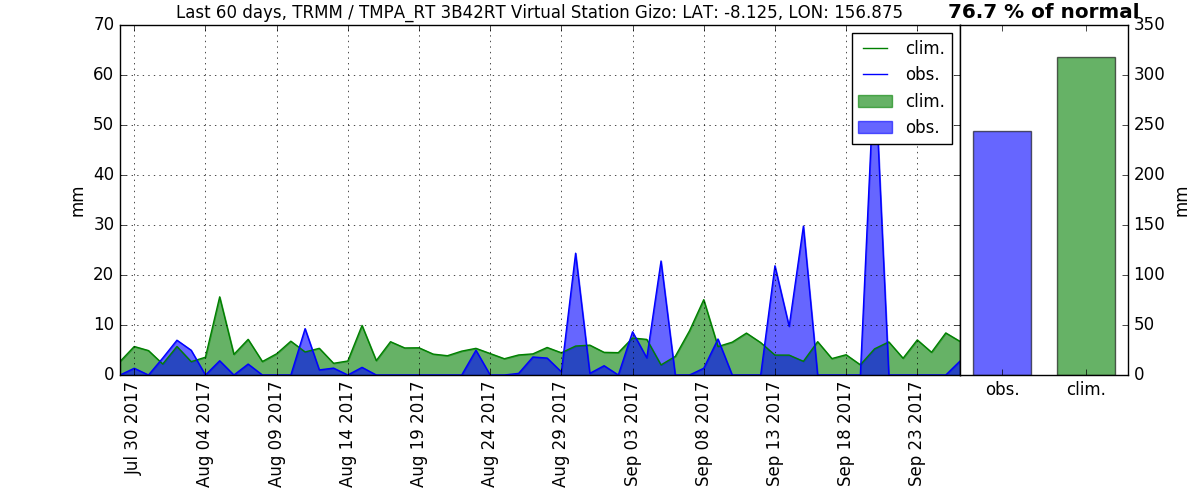 Last 60 days, TRMM / TMPA_RT 3B42RT Virtual Station Gizo: LAT: -8.125, LON: 156.875
76.7 % of normal
70
60
50
40
30
20
10
0
mm
clim.
obs.
clim.
obs.
350
300
250
200
150
100
50
0
mm
Jul 30 2017
Aug 04 2017
Aug 09 2017
Aug 14 2017
Aug 19 2017
Aug 24 2017
Aug 29 2017
Sep 03 2017
Sep 08 2017
Sep 13 2017
Sep 18 2017
Sep 23 2017
obs.
clim.